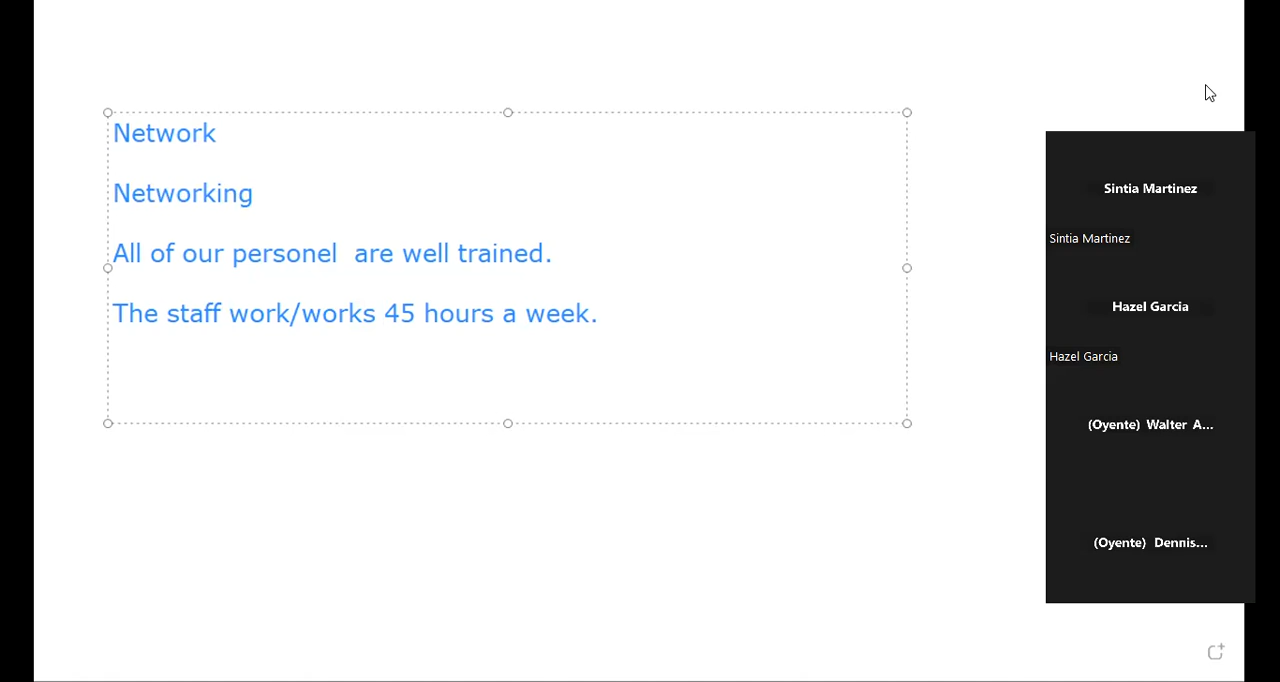 Network
Networking
All of our personel  are well trained.
The staff work/works 45 hours a week.
Sintia Martinez
Sintia Martinez
Hazel Garcia
Hazel Garcia
(Oyente) Walter A...
(Oyente) Dennis...